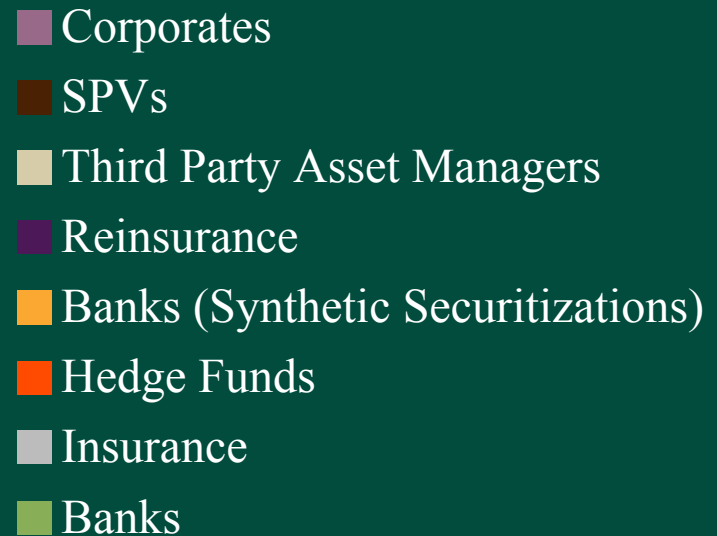 Corporates
SPVs
Third Party Asset Managers
Reinsurance
Banks (Synthetic Securitizations)
Hedge Funds
Insurance
Banks